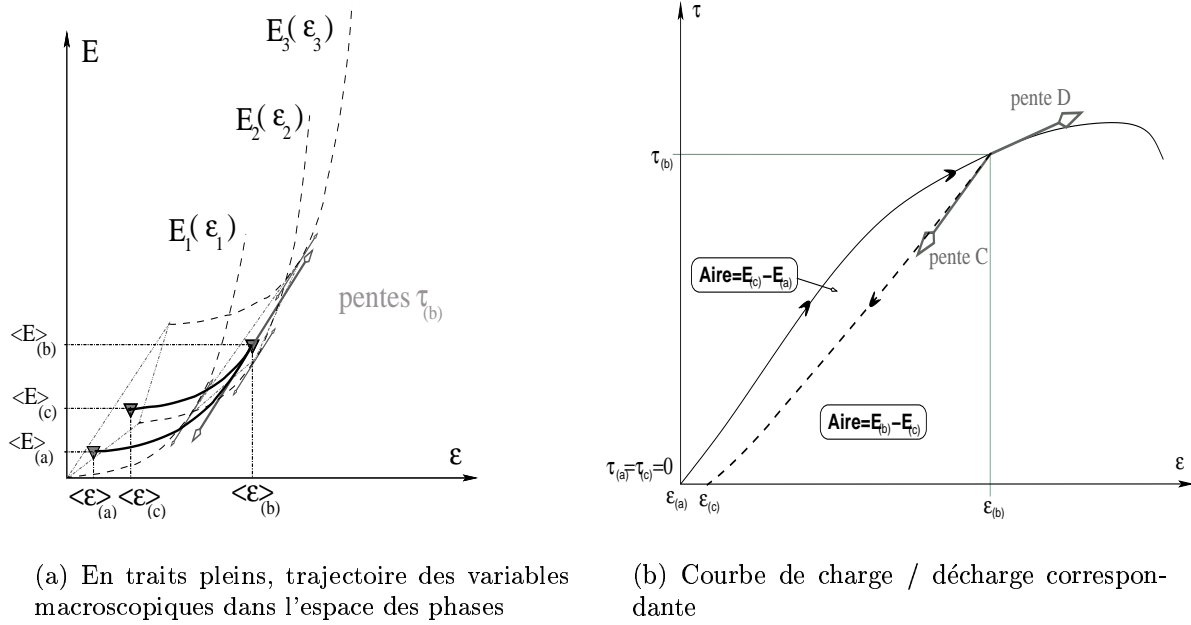 E
E3(ε3)
E2(ε2)
E1(ε1)
pentes τ(b)
<E>(b)
<E>(c)
<E>(a)
ε
<ε>(a)
<ε>(c)
<ε>(b)
τ
pente D
τ(b)
pente C
Aire=E(c)−E(a)
Aire=E(b)−E(c)
τ(a)=τ(c)=0
ε
ε(a)
ε(c)
ε(b)
(a) En traits pleins, trajectoire des variables
macroscopiques dans l'espace des phases
(b) Courbe de charge / décharge correspon-
dante